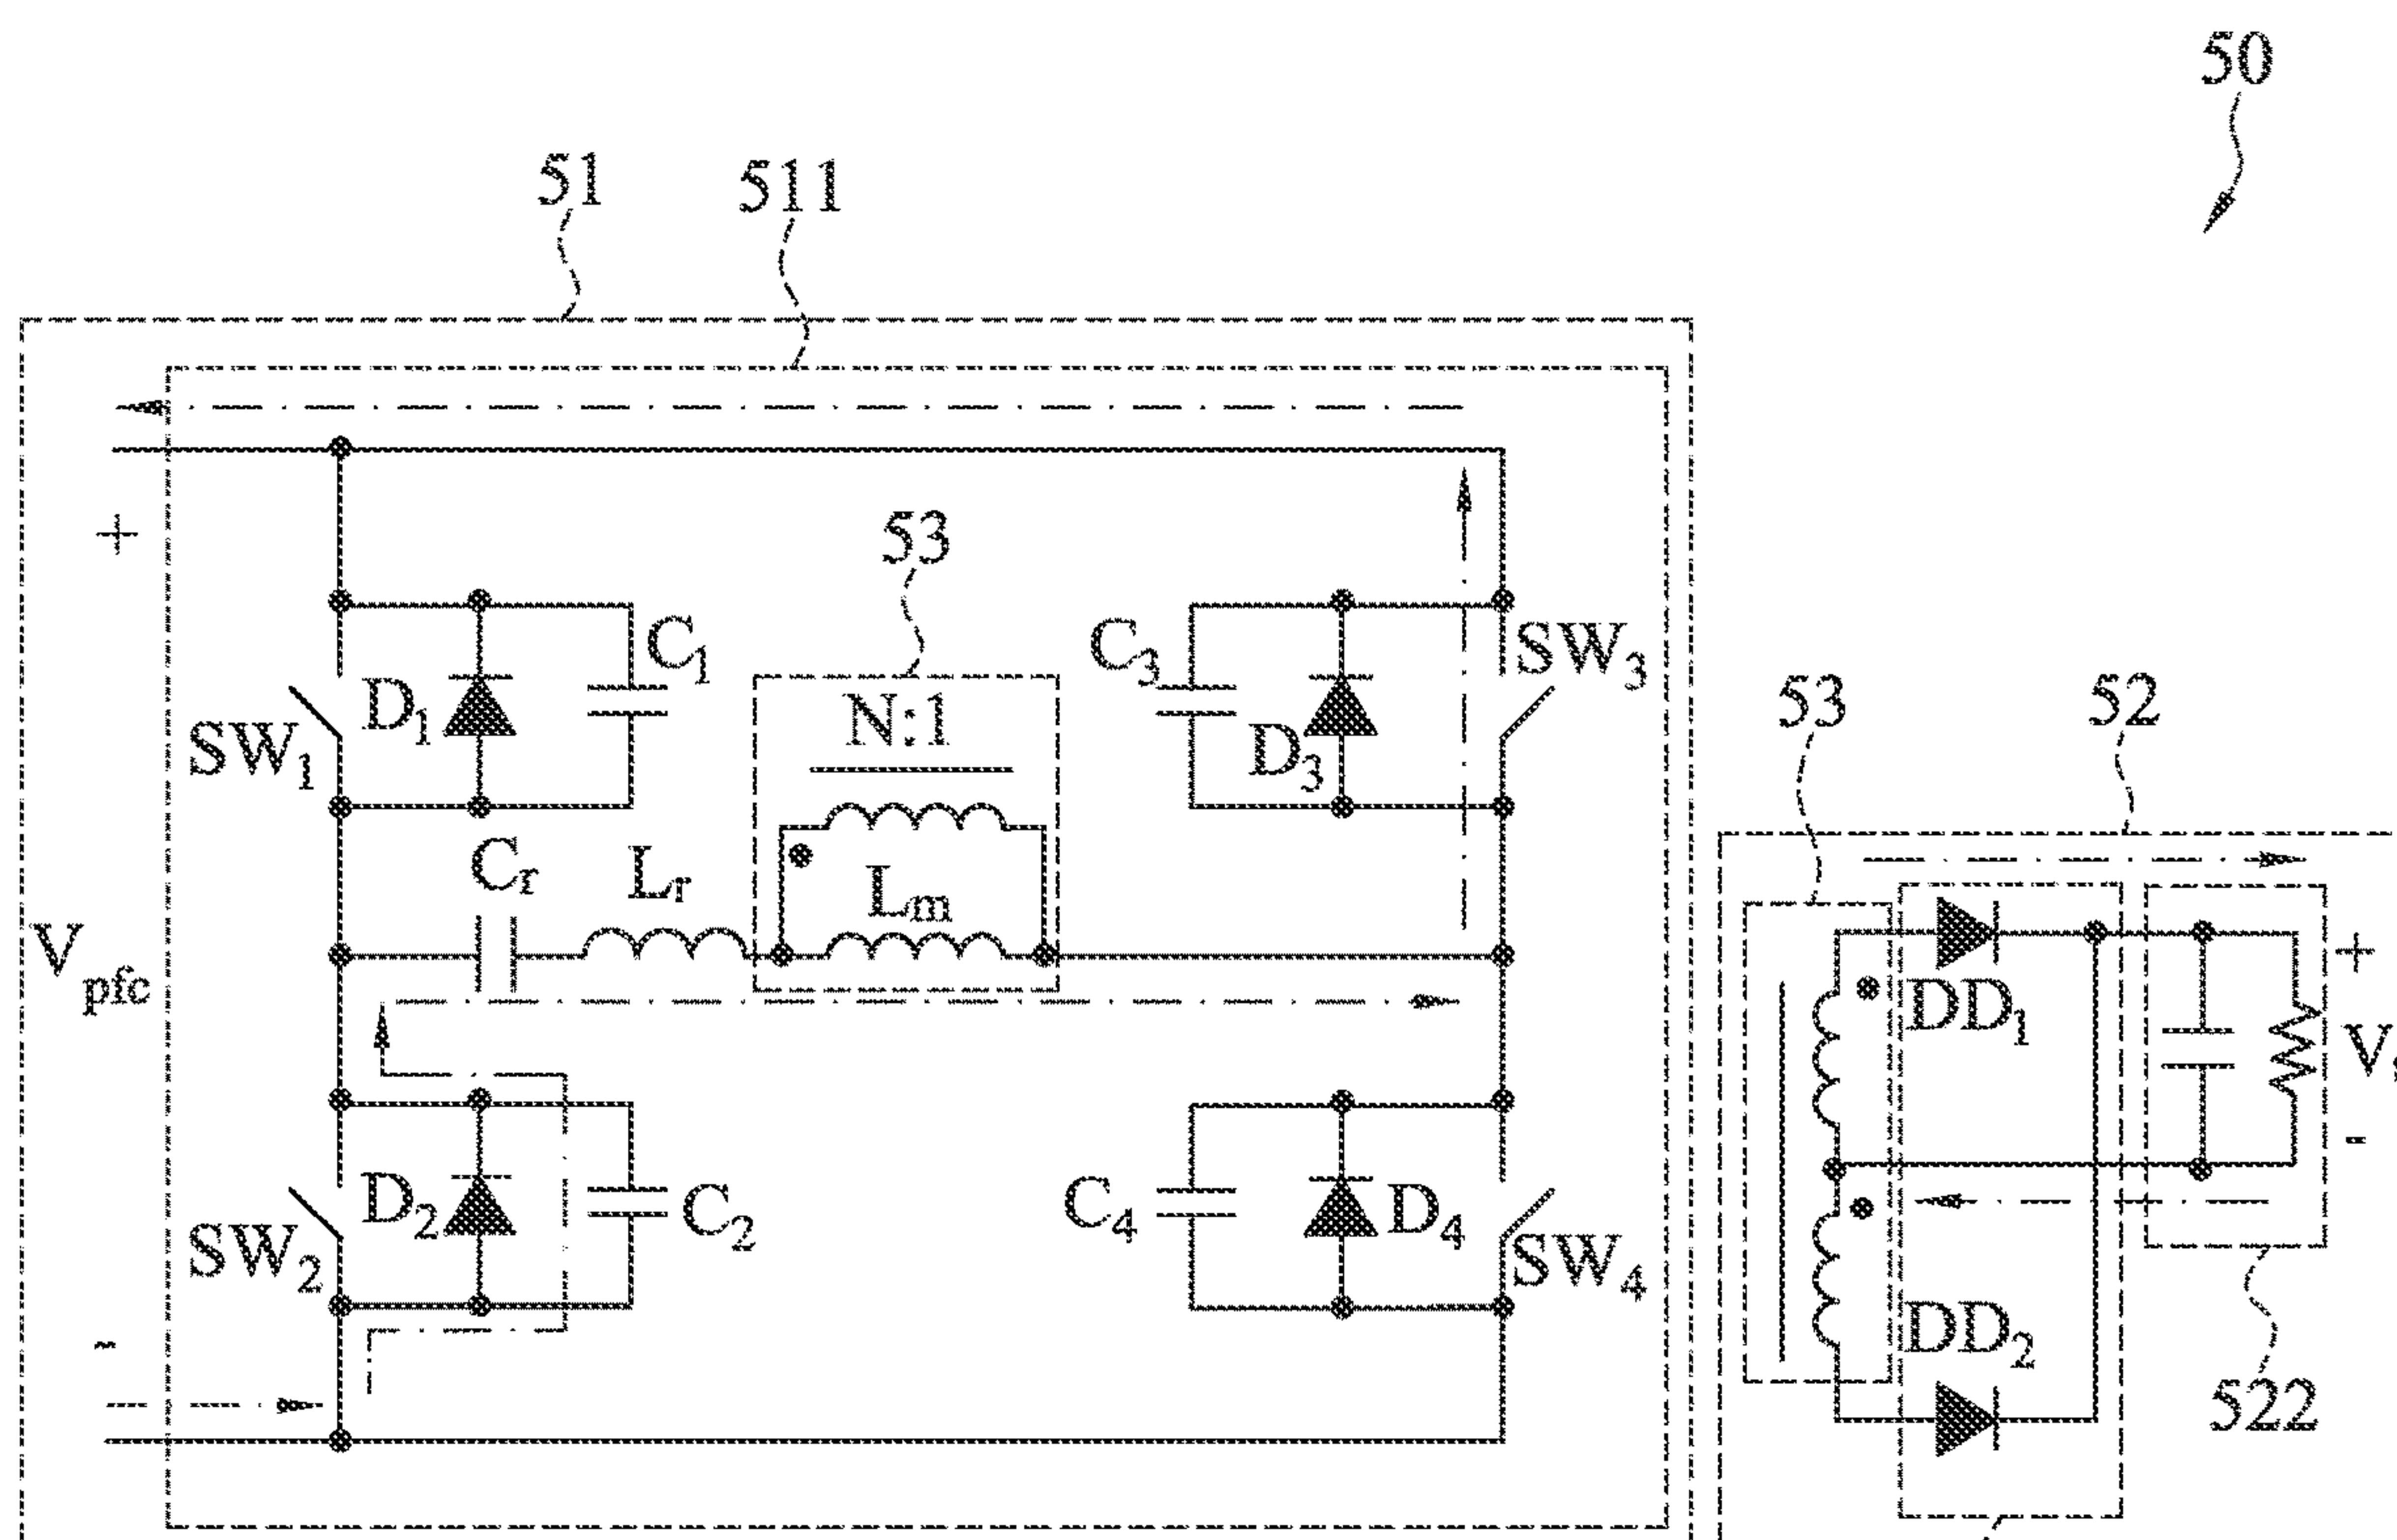 50
51
511
+
53
C1
C3
SW3
N:1
D1
SW1
D3
53
52
Cr
Lr
Lm
+
Vpfc
DD1
D2
C2
C4
D4
-
SW2
SW4
DD2
-
522